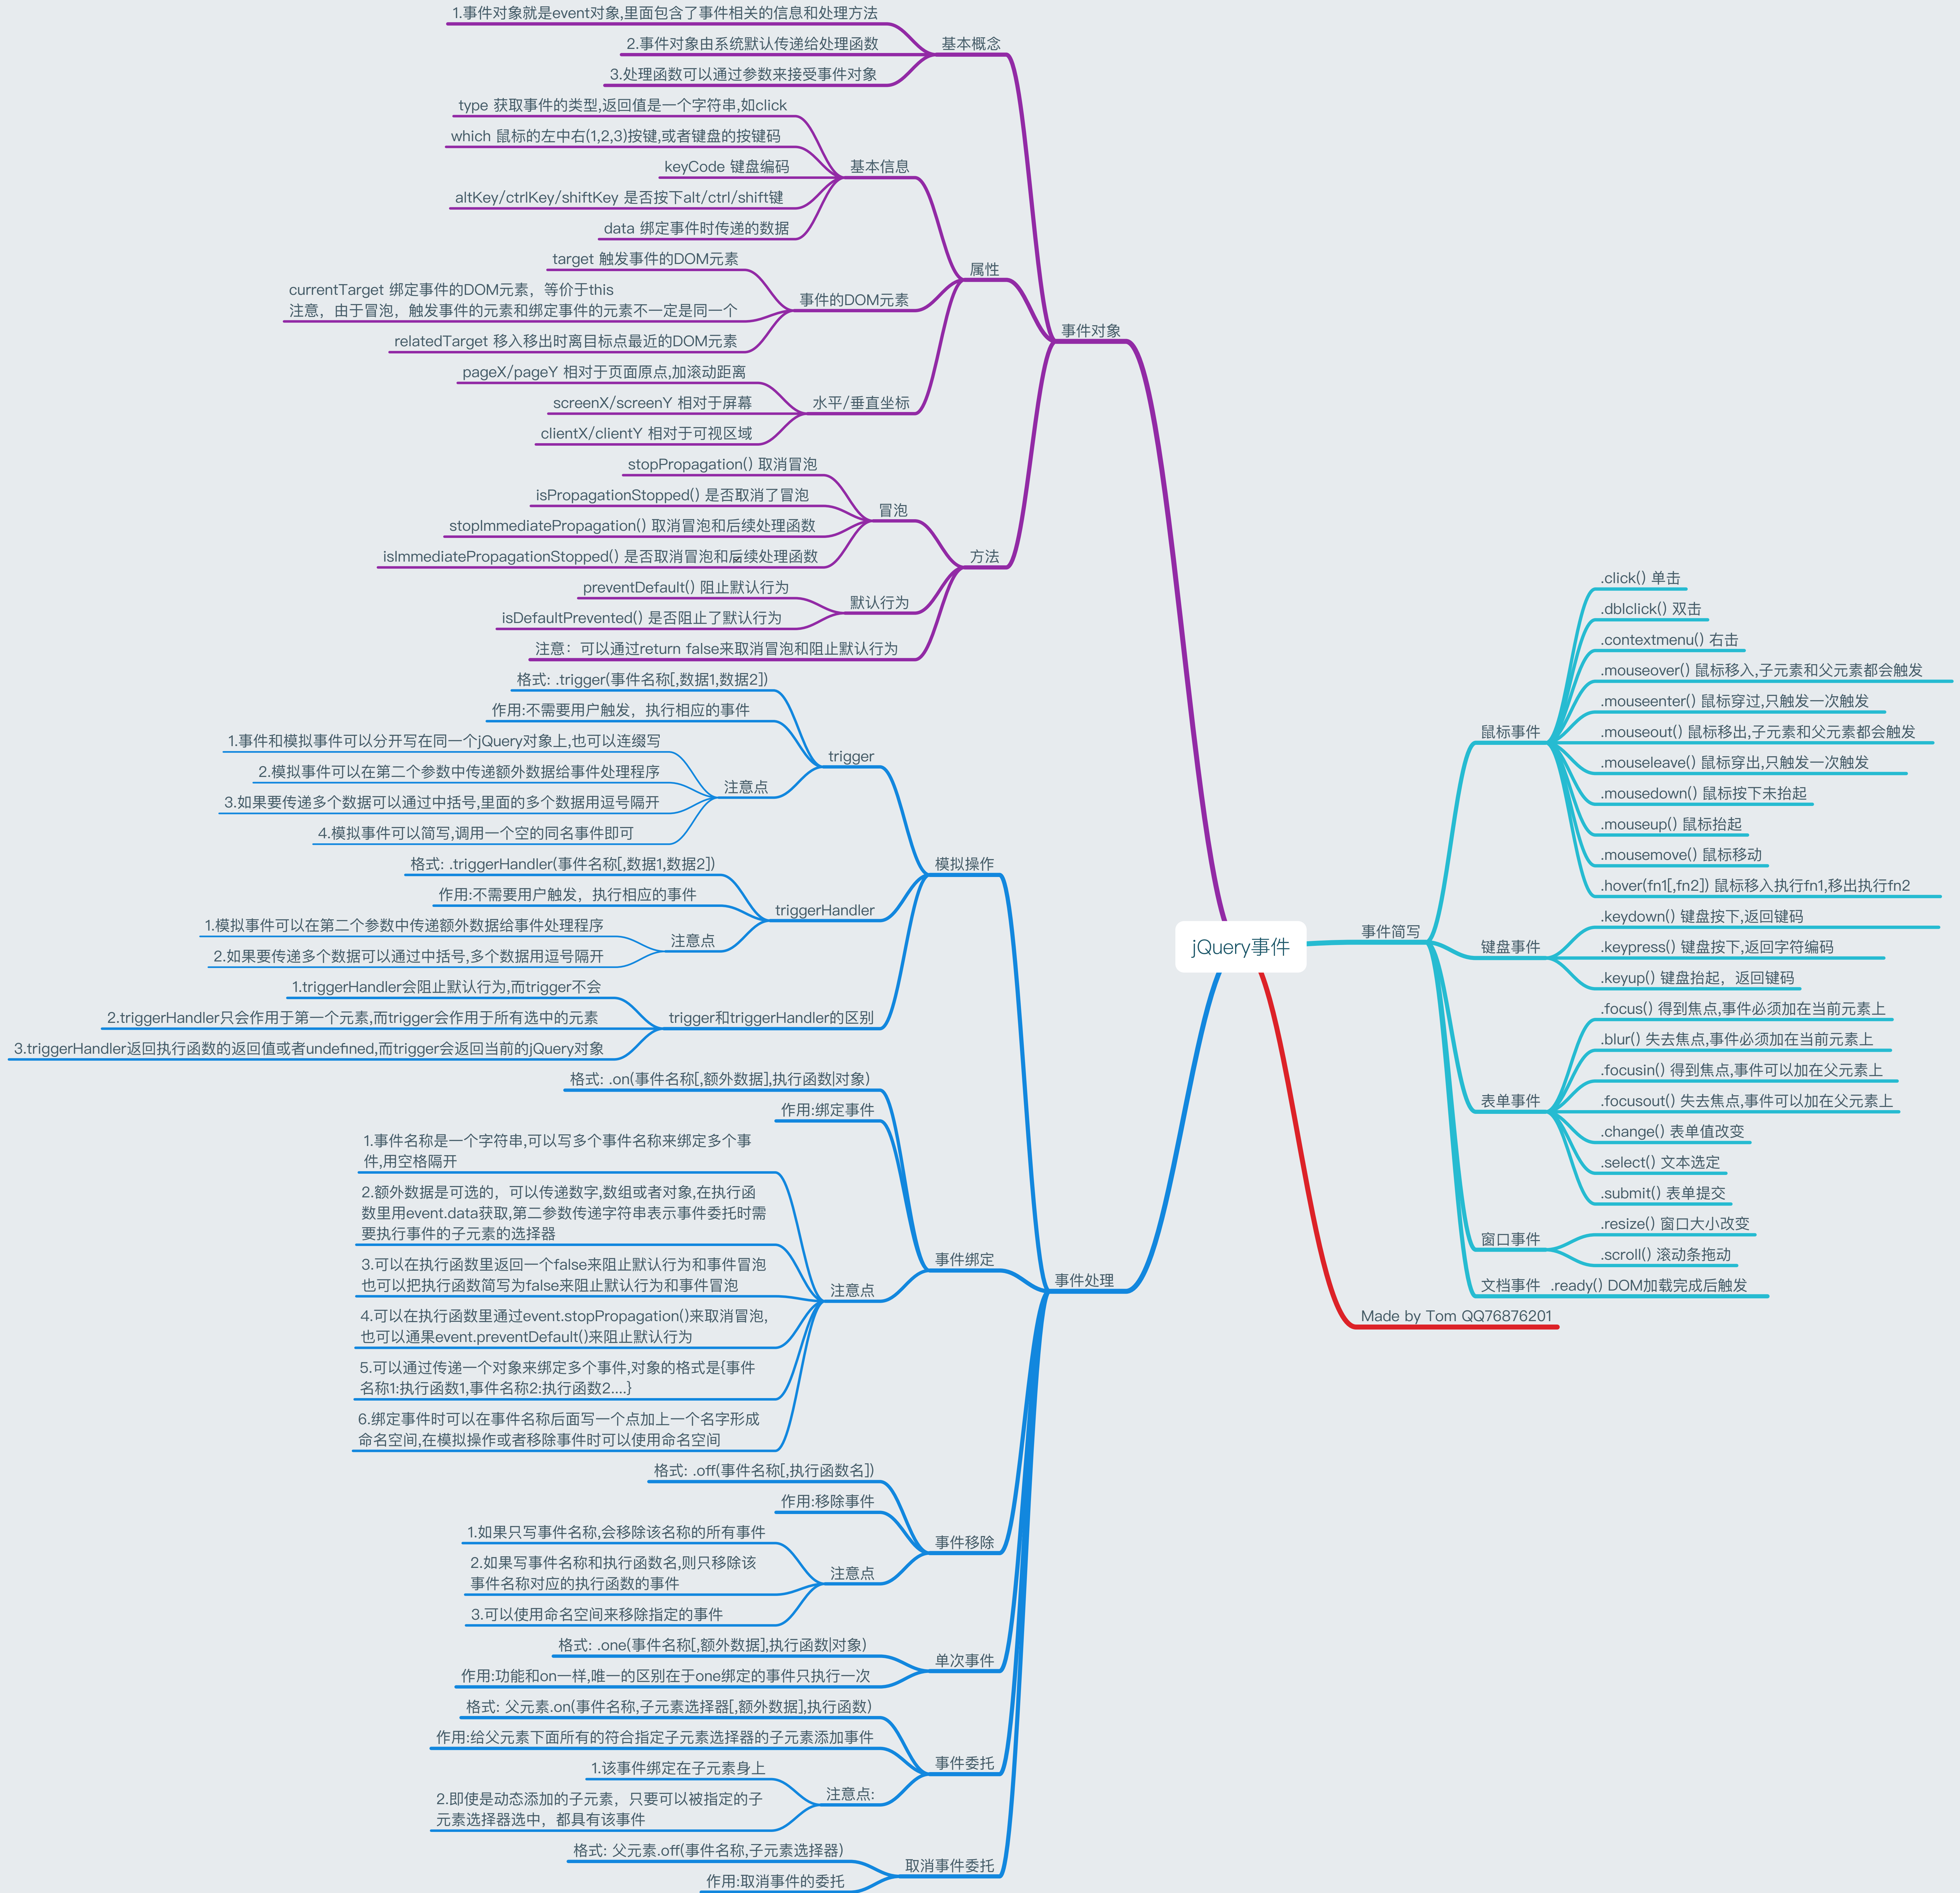 jQuery事件
事件对象
基本概念
1.事件对象就是event对象,里面包含了事件相关的信息和处理方法
2.事件对象由系统默认传递给处理函数
3.处理函数可以通过参数来接受事件对象
属性
基本信息
type 获取事件的类型,返回值是一个字符串,如click
which 鼠标的左中右(1,2,3)按键,或者键盘的按键码
keyCode 键盘编码
altKey/ctrlKey/shiftKey 是否按下alt/ctrl/shift键
data 绑定事件时传递的数据
事件的DOM元素
target 触发事件的DOM元素
currentTarget 绑定事件的DOM元素，等价于this
注意，由于冒泡，触发事件的元素和绑定事件的元素不一定是同一个
relatedTarget 移入移出时离目标点最近的DOM元素
水平/垂直坐标
pageX/pageY 相对于页面原点,加滚动距离
screenX/screenY 相对于屏幕
clientX/clientY 相对于可视区域
方法
冒泡
stopPropagation() 取消冒泡
isPropagationStopped() 是否取消了冒泡
stopImmediatePropagation() 取消冒泡和后续处理函数
isImmediatePropagationStopped() 是否取消冒泡和后续处理函数
默认行为
preventDefault() 阻止默认行为
isDefaultPrevented() 是否阻止了默认行为
注意：可以通过return false来取消冒泡和阻止默认行为
事件处理
模拟操作
trigger
格式: .trigger(事件名称[,数据1,数据2])
作用:不需要用户触发，执行相应的事件
注意点
1.事件和模拟事件可以分开写在同一个jQuery对象上,也可以连缀写
2.模拟事件可以在第二个参数中传递额外数据给事件处理程序
3.如果要传递多个数据可以通过中括号,里面的多个数据用逗号隔开
4.模拟事件可以简写,调用一个空的同名事件即可
triggerHandler
格式: .triggerHandler(事件名称[,数据1,数据2])
作用:不需要用户触发，执行相应的事件
注意点
1.模拟事件可以在第二个参数中传递额外数据给事件处理程序
2.如果要传递多个数据可以通过中括号,多个数据用逗号隔开
trigger和triggerHandler的区别
1.triggerHandler会阻止默认行为,而trigger不会
2.triggerHandler只会作用于第一个元素,而trigger会作用于所有选中的元素
3.triggerHandler返回执行函数的返回值或者undefined,而trigger会返回当前的jQuery对象
事件绑定
格式: .on(事件名称[,额外数据],执行函数|对象)
作用:绑定事件
注意点
1.事件名称是一个字符串,可以写多个事件名称来绑定多个事
件,用空格隔开
2.额外数据是可选的，可以传递数字,数组或者对象,在执行函
数里用event.data获取,第二参数传递字符串表示事件委托时需
要执行事件的子元素的选择器
3.可以在执行函数里返回一个false来阻止默认行为和事件冒泡
也可以把执行函数简写为false来阻止默认行为和事件冒泡
4.可以在执行函数里通过event.stopPropagation()来取消冒泡,
也可以通果event.preventDefault()来阻止默认行为
5.可以通过传递一个对象来绑定多个事件,对象的格式是{事件
名称1:执行函数1,事件名称2:执行函数2....}
6.绑定事件时可以在事件名称后面写一个点加上一个名字形成
命名空间,在模拟操作或者移除事件时可以使用命名空间
事件移除
格式: .off(事件名称[,执行函数名])
作用:移除事件
注意点
1.如果只写事件名称,会移除该名称的所有事件
2.如果写事件名称和执行函数名,则只移除该
事件名称对应的执行函数的事件
3.可以使用命名空间来移除指定的事件
单次事件
格式: .one(事件名称[,额外数据],执行函数|对象)
作用:功能和on一样,唯一的区别在于one绑定的事件只执行一次
事件委托
格式: 父元素.on(事件名称,子元素选择器[,额外数据],执行函数)
作用:给父元素下面所有的符合指定子元素选择器的子元素添加事件
注意点:
1.该事件绑定在子元素身上
2.即使是动态添加的子元素，只要可以被指定的子
元素选择器选中，都具有该事件
取消事件委托
格式: 父元素.off(事件名称,子元素选择器)
作用:取消事件的委托
事件简写
鼠标事件
.click() 单击
.dblclick() 双击
.contextmenu() 右击
.mouseover() 鼠标移入,子元素和父元素都会触发
.mouseenter() 鼠标穿过,只触发一次触发
.mouseout() 鼠标移出,子元素和父元素都会触发
.mouseleave() 鼠标穿出,只触发一次触发
.mousedown() 鼠标按下未抬起
.mouseup() 鼠标抬起
.mousemove() 鼠标移动
.hover(fn1[,fn2]) 鼠标移入执行fn1,移出执行fn2
键盘事件
.keydown() 键盘按下,返回键码
.keypress() 键盘按下,返回字符编码
.keyup() 键盘抬起，返回键码
表单事件
.focus() 得到焦点,事件必须加在当前元素上
.blur() 失去焦点,事件必须加在当前元素上
.focusin() 得到焦点,事件可以加在父元素上
.focusout() 失去焦点,事件可以加在父元素上
.change() 表单值改变
.select() 文本选定
.submit() 表单提交
窗口事件
.resize() 窗口大小改变
.scroll() 滚动条拖动
文档事件 .ready() DOM加载完成后触发
Made by Tom QQ76876201